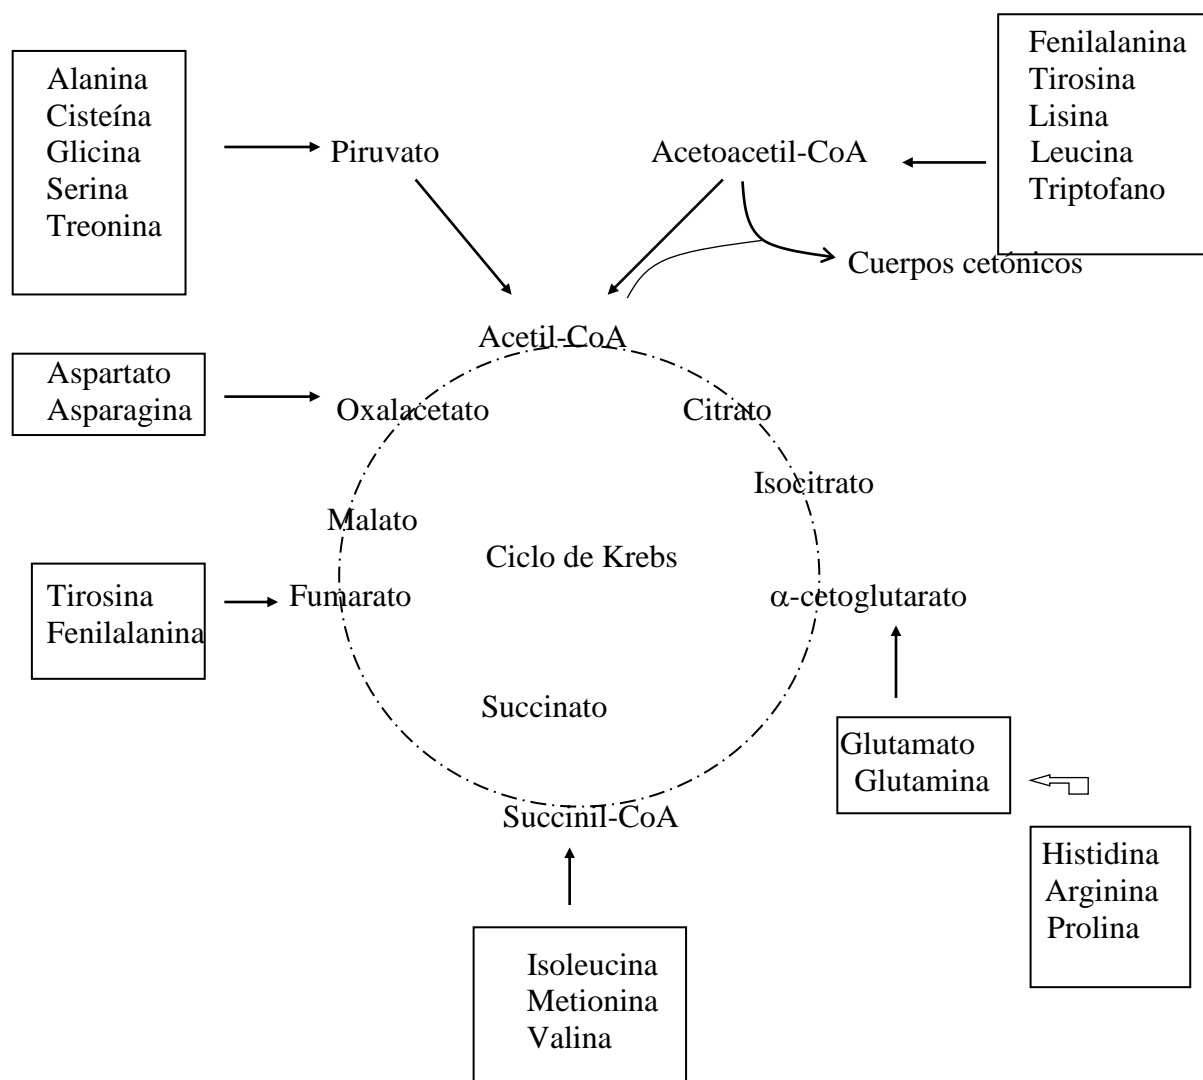 Alanina
Cisteína
Glicina
Serina
Treonina
Piruvato
Acetoacetil-CoA
Fenilalanina
Tirosina
Lisina
Leucina
Triptofano
Cuerpos cetónicos
Acetil-CoA
Aspartato
Asparagina
Oxalacetato
Citrato
Isocitrato
Malato
Ciclo de Krebs
Tirosina
Fenilalanina
Fumarato
α-cetoglutarato
Succinato
Glutamato
Glutamina
Succinil-CoA
Histidina
Arginina
Prolina
Isoleucina
Metionina
Valina